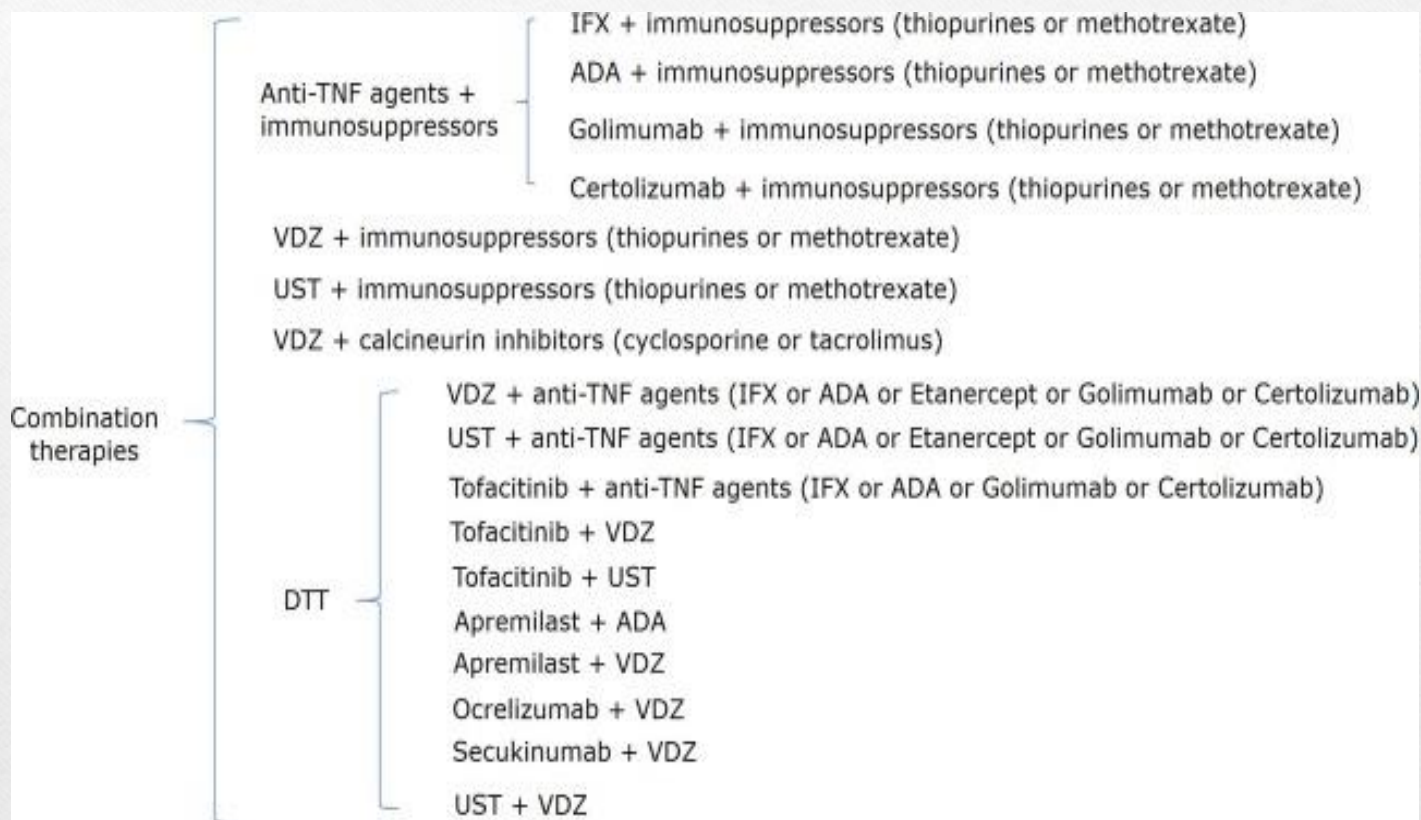 IFX + immunosuppressors (thiopurines or methotrexate)
ADA + immunosuppressors (thiopurines or methotrexate)
Anti-TNF agents +
immunosuppressors
Golimumab + immunosuppressors (thiopurines or methotrexate)
Certolizumab + immunosuppressors (thiopurines or methotrexate)
VDZ + immunosuppressors (thiopurines or methotrexate)
UST + immunosuppressors (thiopurines or methotrexate)
VDZ + calcineurin inhibitors (cyclosporine or tacrolimus)
Combination
therapies
VDZ + anti-TNF agents (IFX or ADA or Etanercept or Golimumab or Certolizumab)
UST + anti-TNF agents (IFX or ADA or Etanercept or Golimumab or Certolizumab)
Tofacitinib + anti-TNF agents (IFX or ADA or Golimumab or Certolizumab)
Tofacitinib + VDZ
Tofacitinib + UST
DTT
Apremilast + ADA
Apremilast + VDZ
Ocrelizumab + VDZ
Secukinumab + VDZ
UST + VDZ